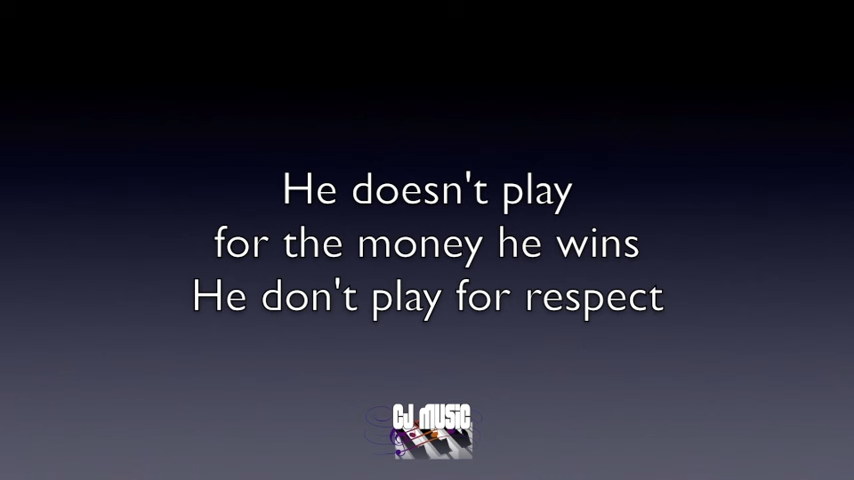 He doesn't play
for the money he wins
He don't play for respect
CJ MUSIC